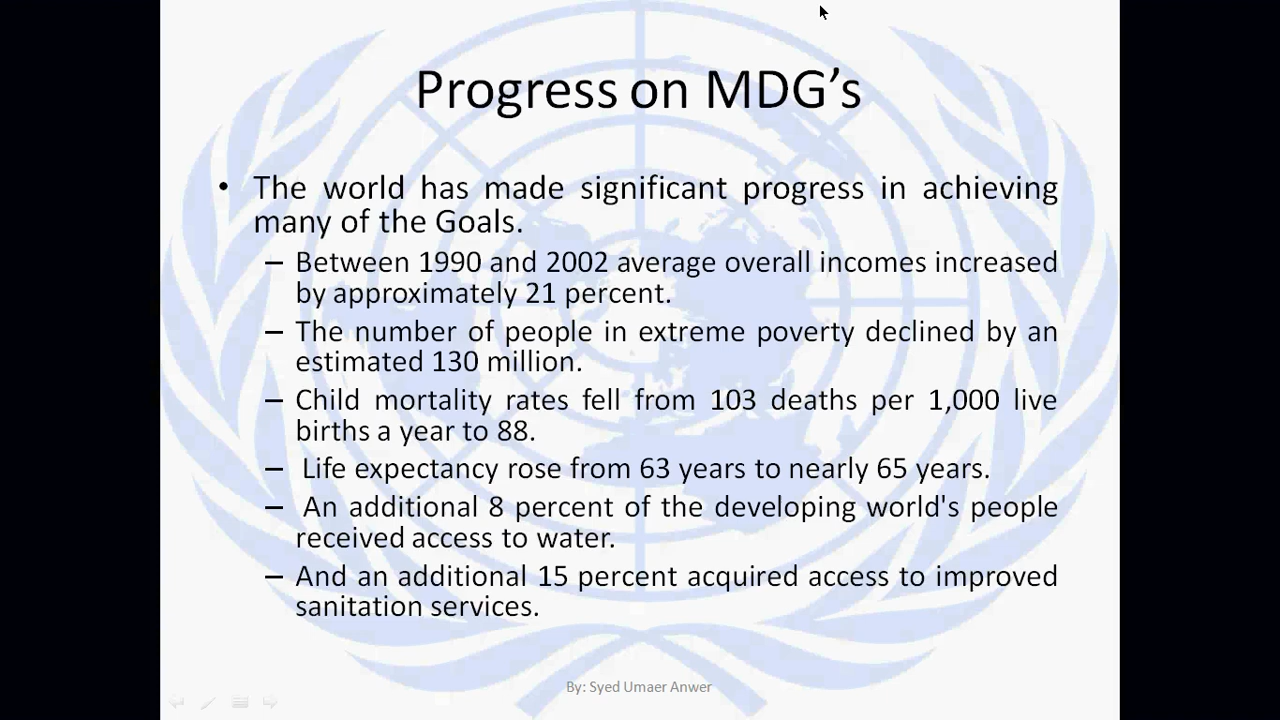 Progress on MDG’s
• The world has made significant progress in achieving
many of the Goals.
– Between 1990 and 2002 average overall incomes increased
by approximately 21 percent.
– The number of people in extreme poverty declined by an
estimated 130 million.
– Child mortality rates fell from 103 deaths per 1,000 live
births a year to 88.
– Life expectancy rose from 63 years to nearly 65 years.
– An additional 8 percent of the developing world's people
received access to water.
– And an additional 15 percent acquired access to improved
sanitation services.
By: Syed Umaer Anwer